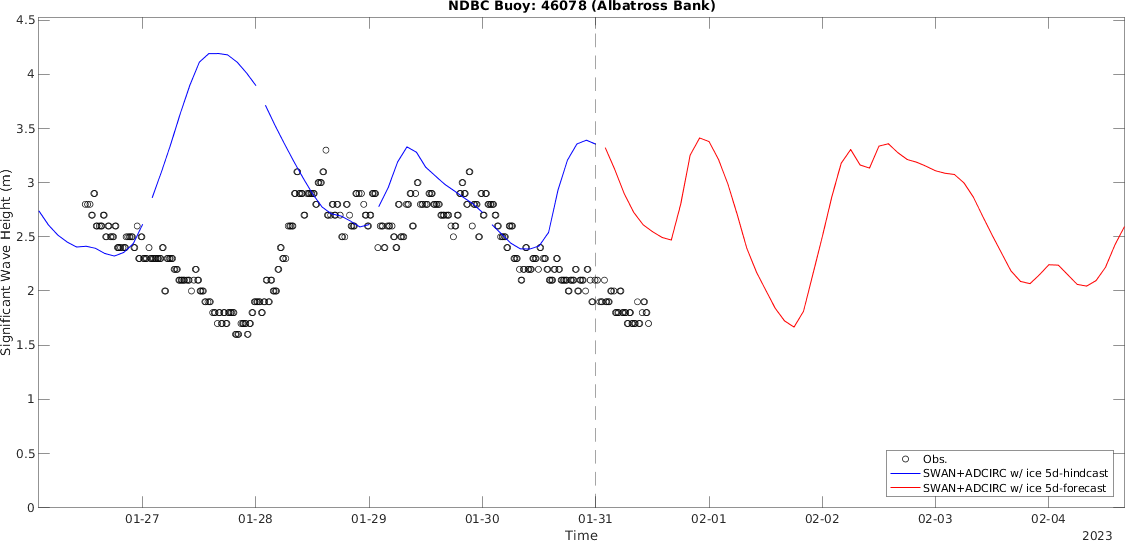 NDBC Buoy: 46078 (Albatross Bank)
4.5
4
3.5
3
2.5
2
1.5
1
0.5
0
Significant Wave Height (m)
Obs.
SWAN+ADCIRC w/ ice 5d-hindcast
SWAN+ADCIRC w/ ice 5d-forecast
01-27 01-28 01-29 01-30 01-31 02-01 02-02 02-03 02-04
Time
2023